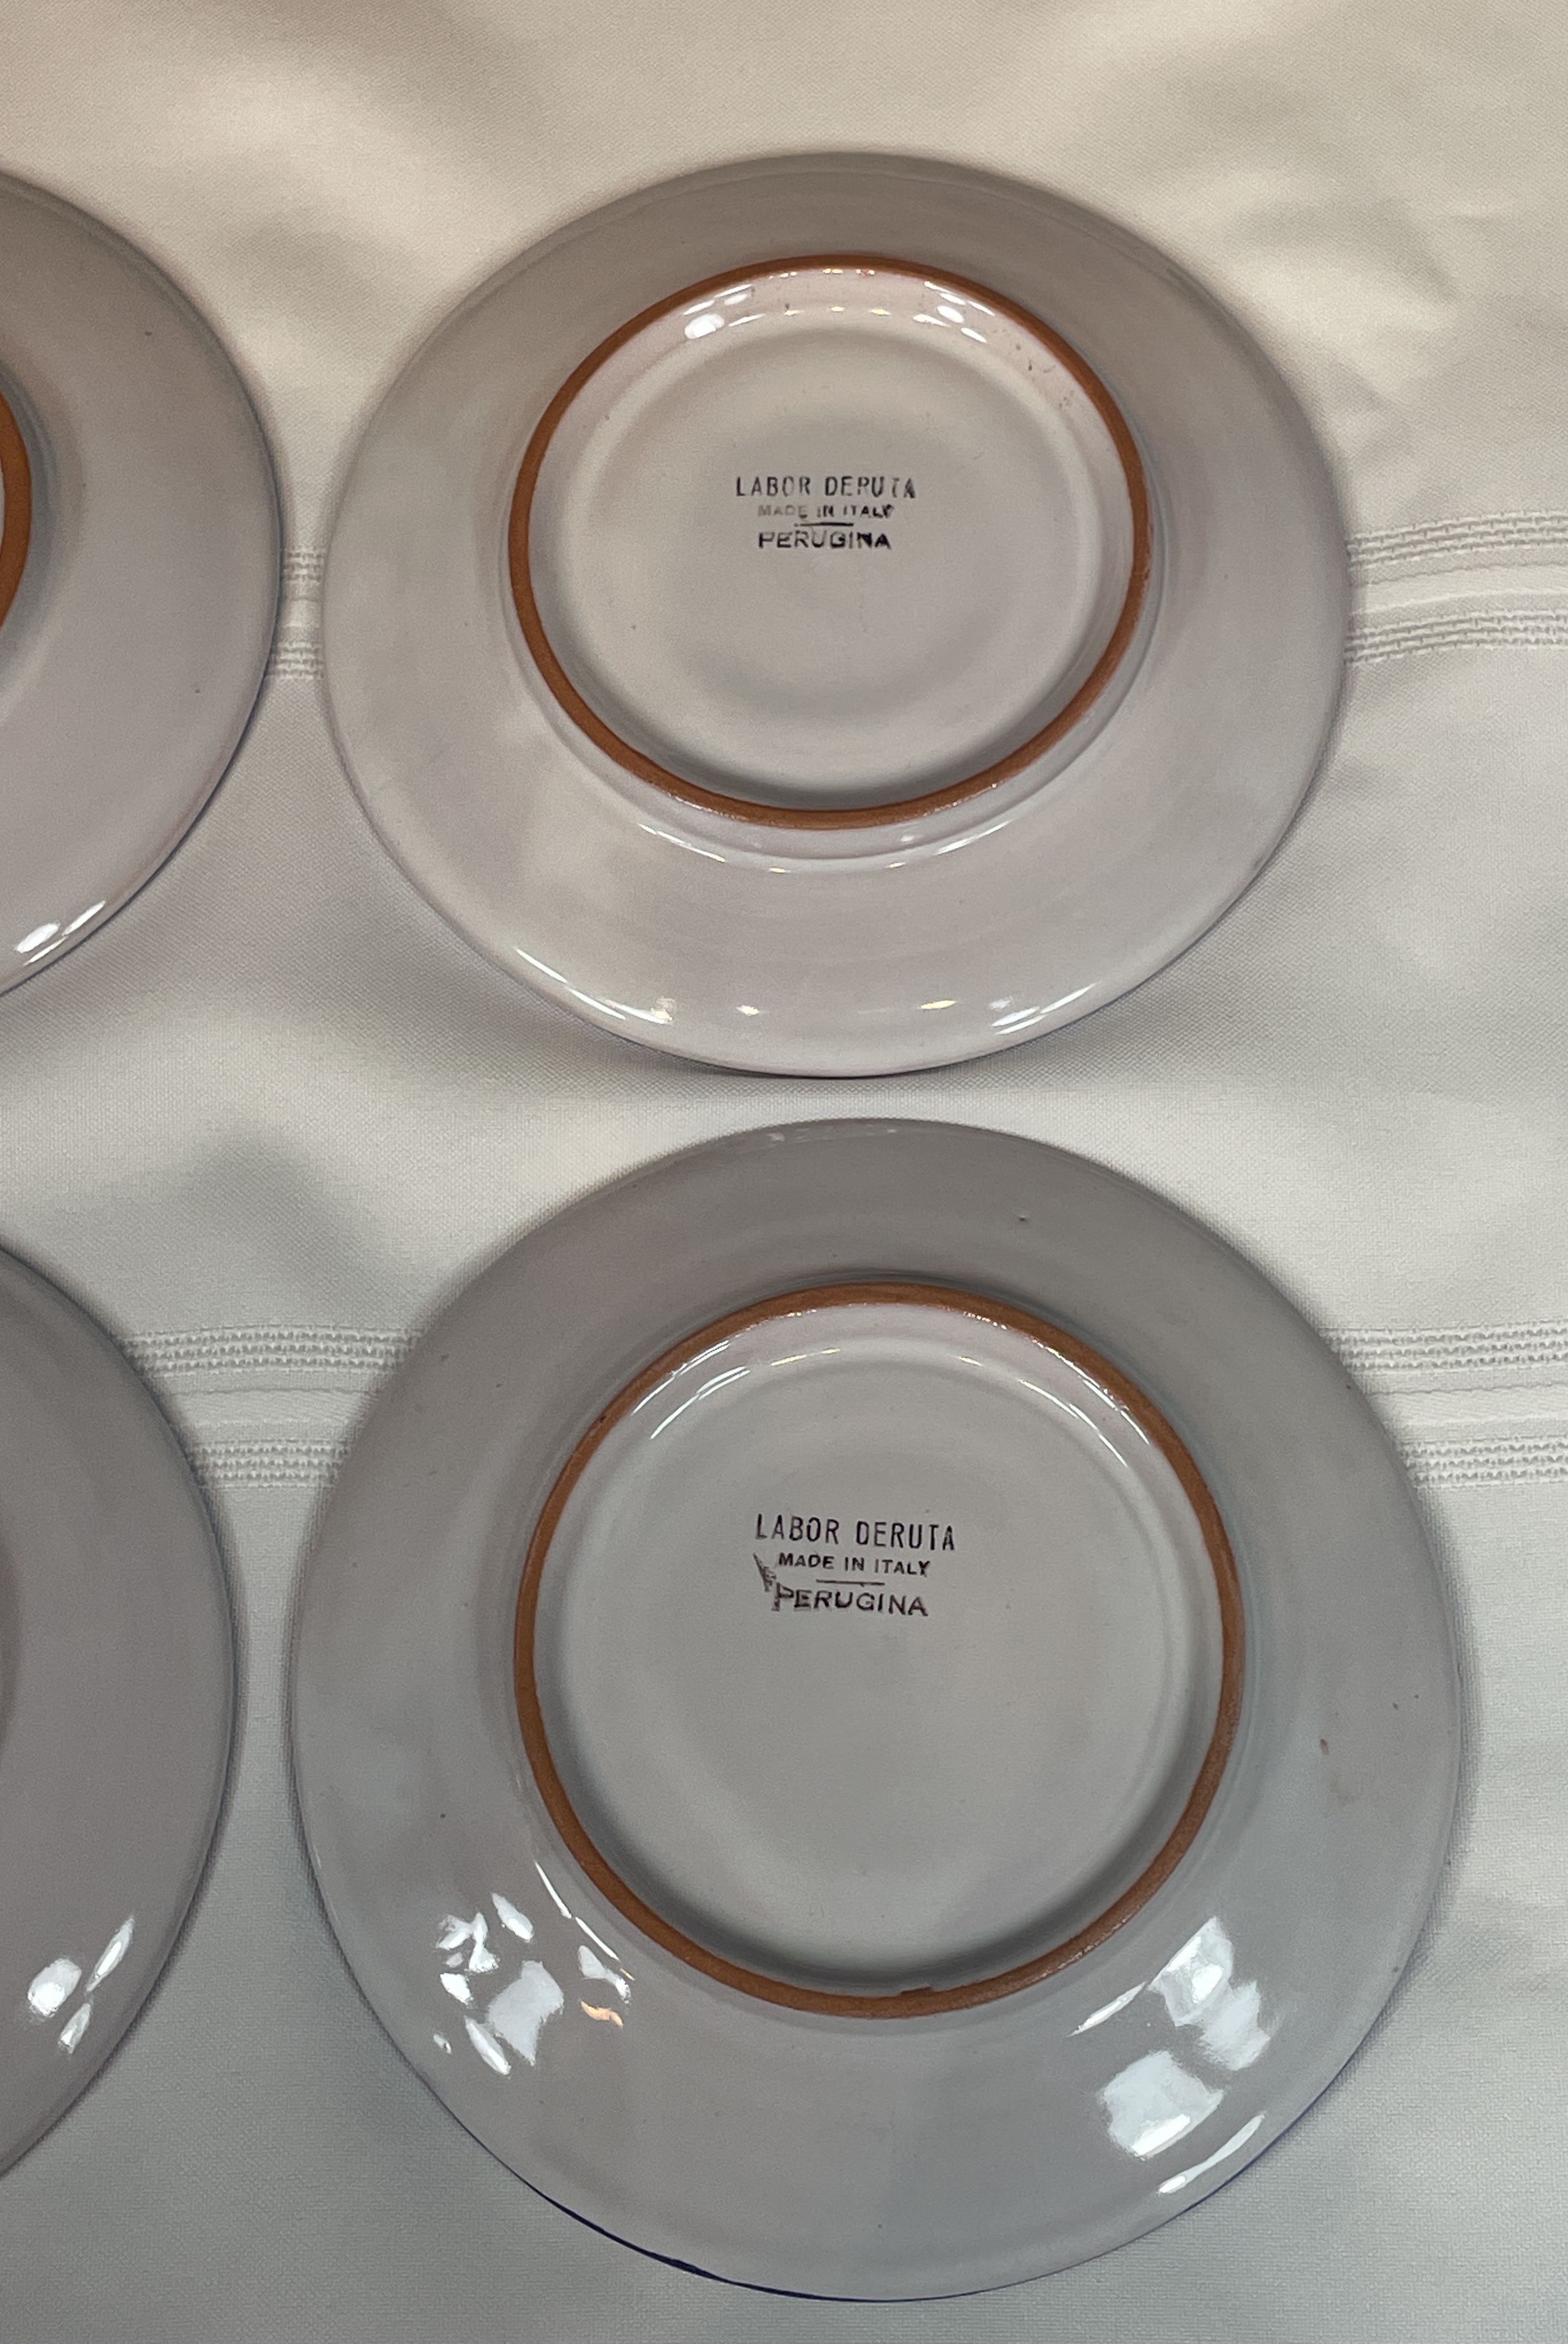 LABOR DERUTA
MADE IN ITALY
PERUGINA
LABOR DERUTA
MADE IN ITALY
PERUGINA